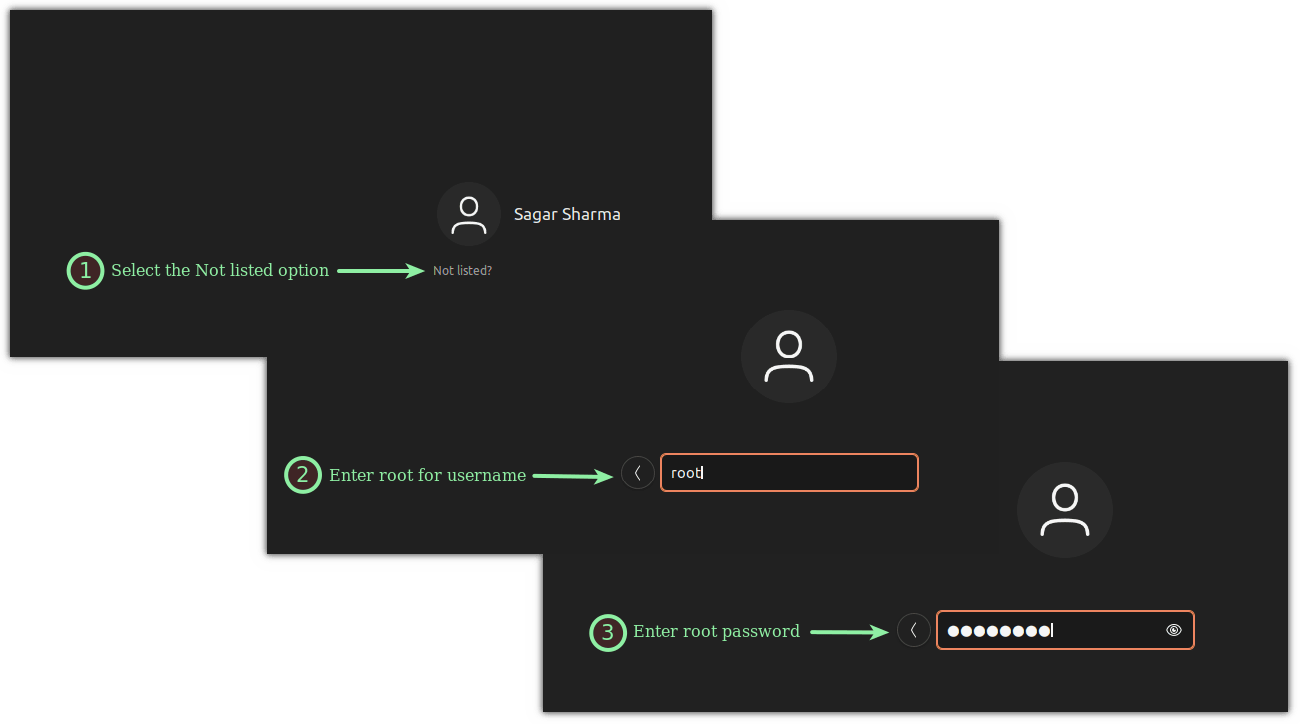 Sagar Sharma
1 Select the Not listed option
Not listed?
2 Enter root for username
root
3 Enter root password
●●●●●●●●